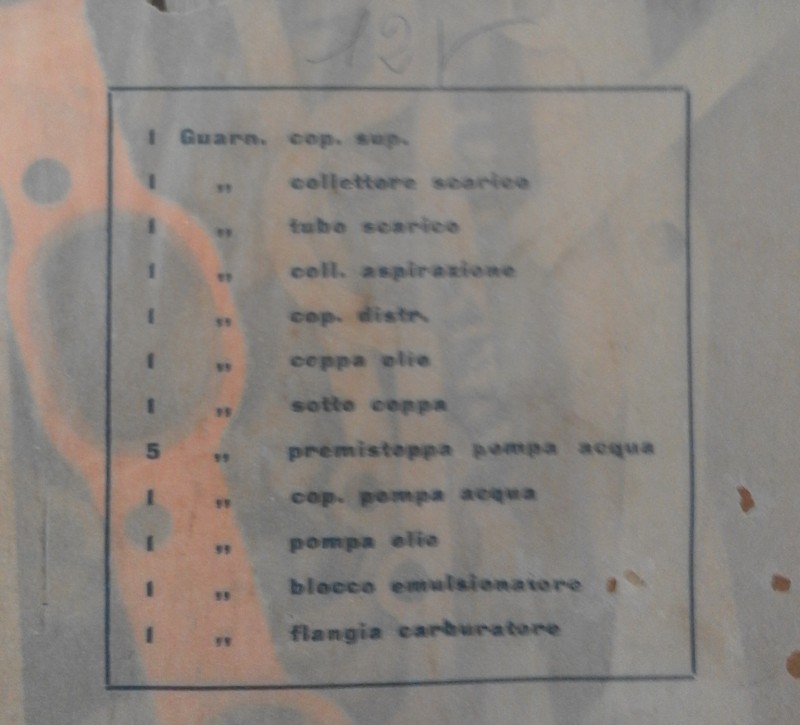 12
1 Guarn. cop. sup.
1 „ collettore scarico
1 „ tubo scarico
1 „ coll. aspirazione
1 „ cop. distr.
1 „ coppa olio
1 „ sotto coppa
5 „ premistoppa pompa acqua
1 „ cop. pompa acqua
1 „ pompa olio
1 „ blocco emulsionatore
1 „ flangia carburatore